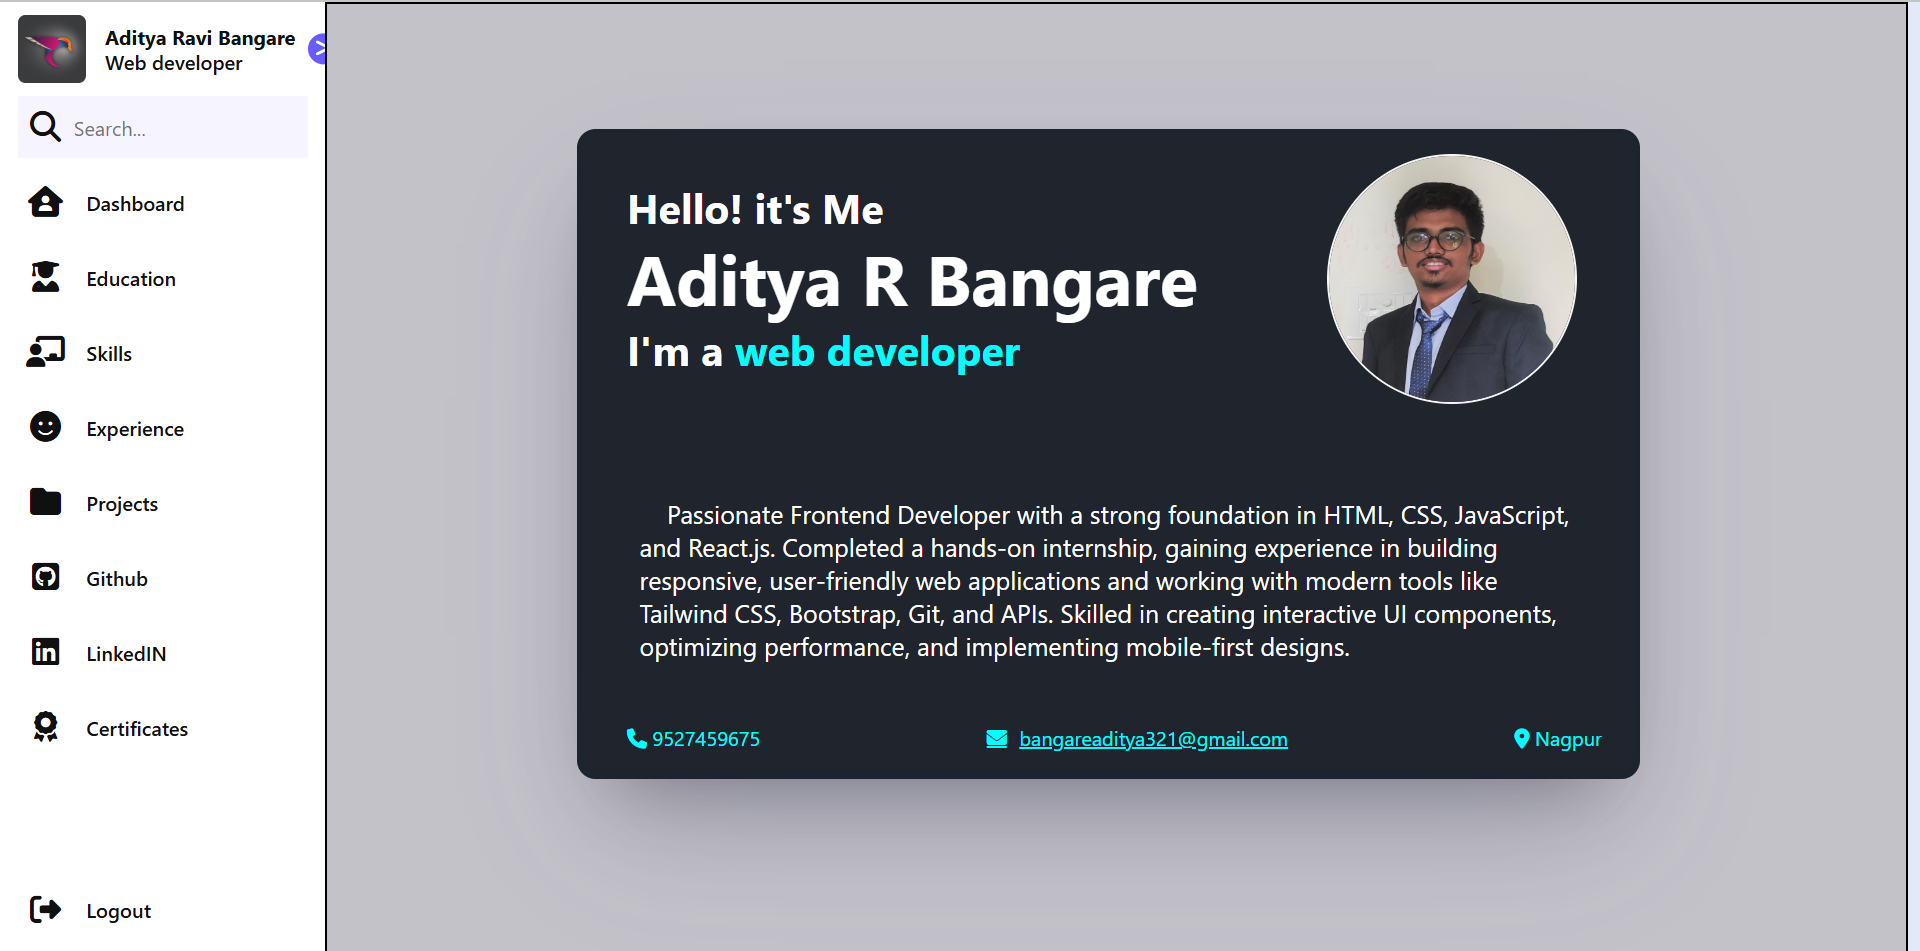 Aditya Ravi Bangare
Web developer
Search...
Dashboard
Education
Skills
Experience
Projects
Github
LinkedIN
Certificates
Logout
Hello! it's Me
Aditya R Bangare
I'm a web developer
Passionate Frontend Developer with a strong foundation in HTML, CSS, JavaScript,
and React.js. Completed a hands-on internship, gaining experience in building
responsive, user-friendly web applications and working with modern tools like
Tailwind CSS, Bootstrap, Git, and APIs. Skilled in creating interactive UI components,
optimizing performance, and implementing mobile-first designs.
9527459675 bangareaditya321@gmail.com Nagpur